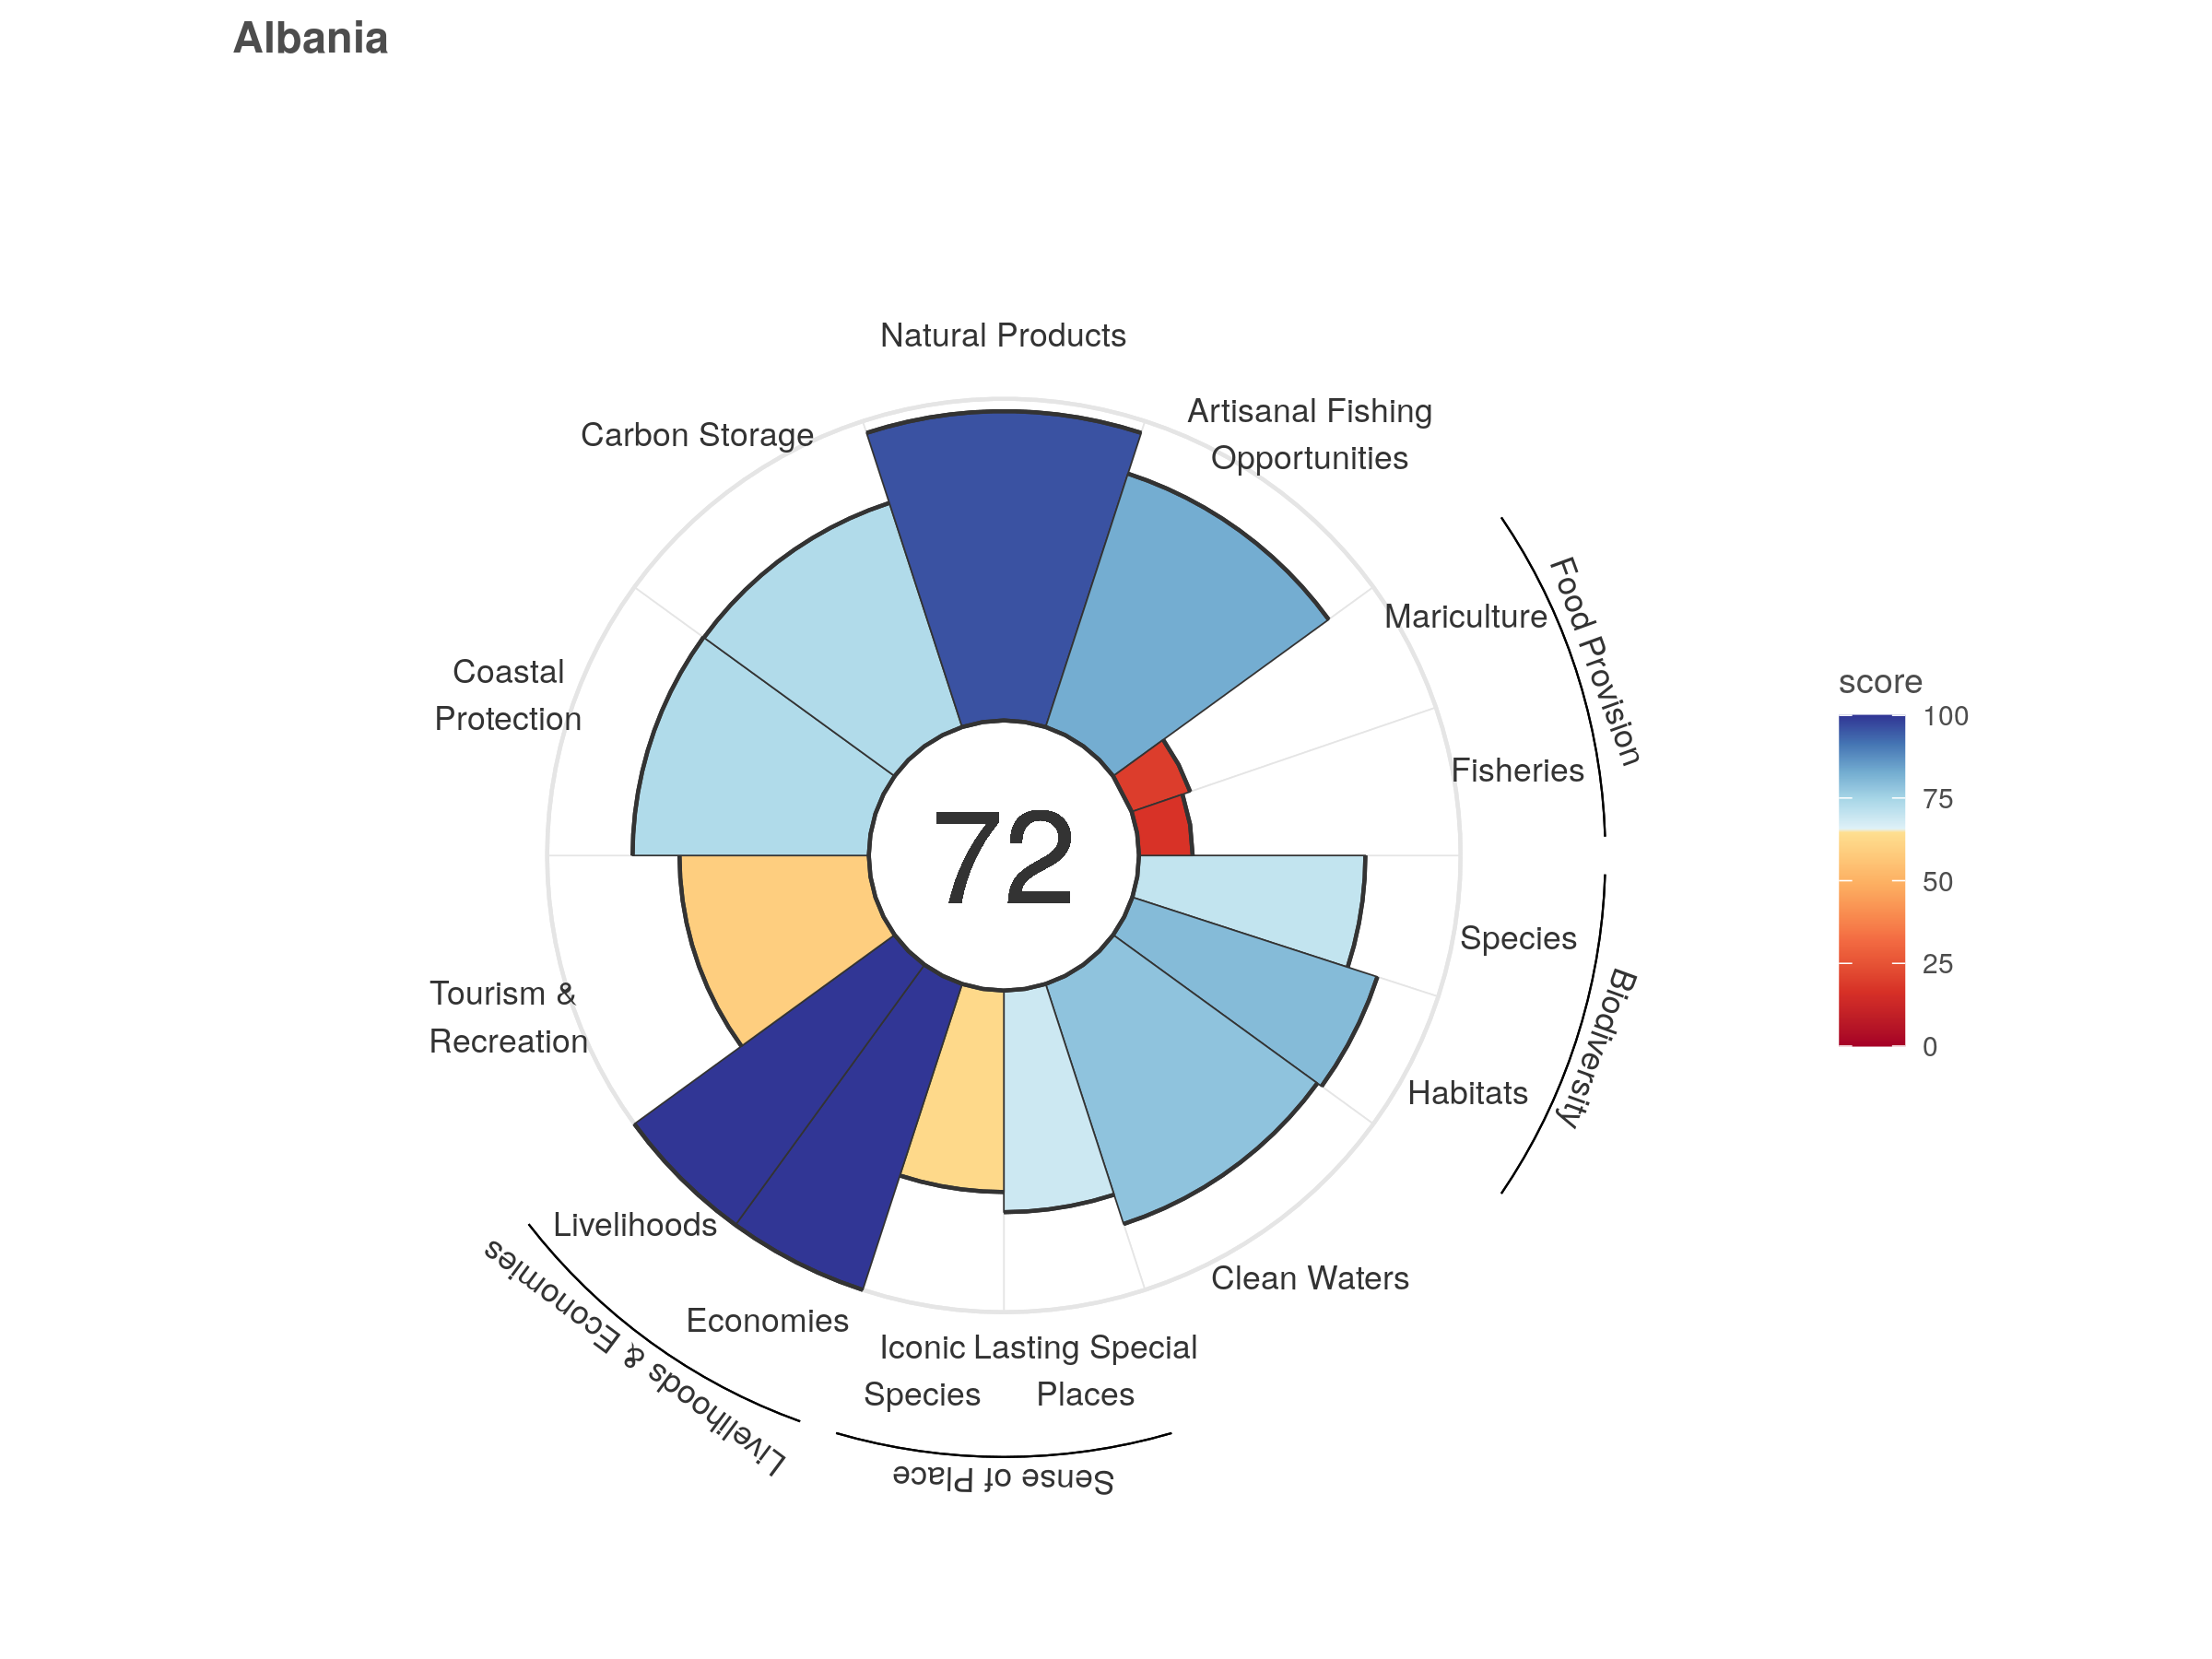 Albania
Natural Products
Artisanal Fishing
Opportunities
Carbon Storage
Mariculture
Food Provision
Fisheries
Coastal
Protection
72
Species
Biodiversity
Habitats
Tourism &
Recreation
Clean Waters
Livelihoods
Economies
Livelihoods & Economies
Iconic
Species
Lasting Special
Places
Sense of Place
score
100
75
50
25
0